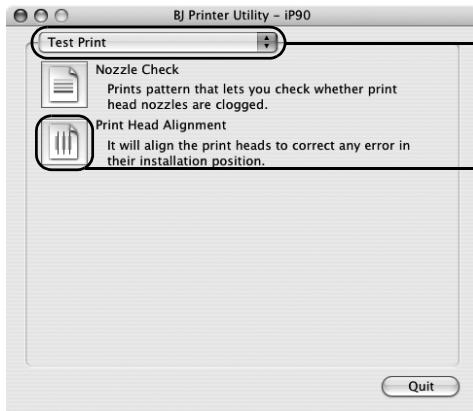 BJ Printer Utility – iP90
Test Print
Nozzle Check
Prints pattern that lets you check whether print
head nozzles are clogged.
Print Head Alignment
It will align the print heads to correct any error in
their installation position.
Quit